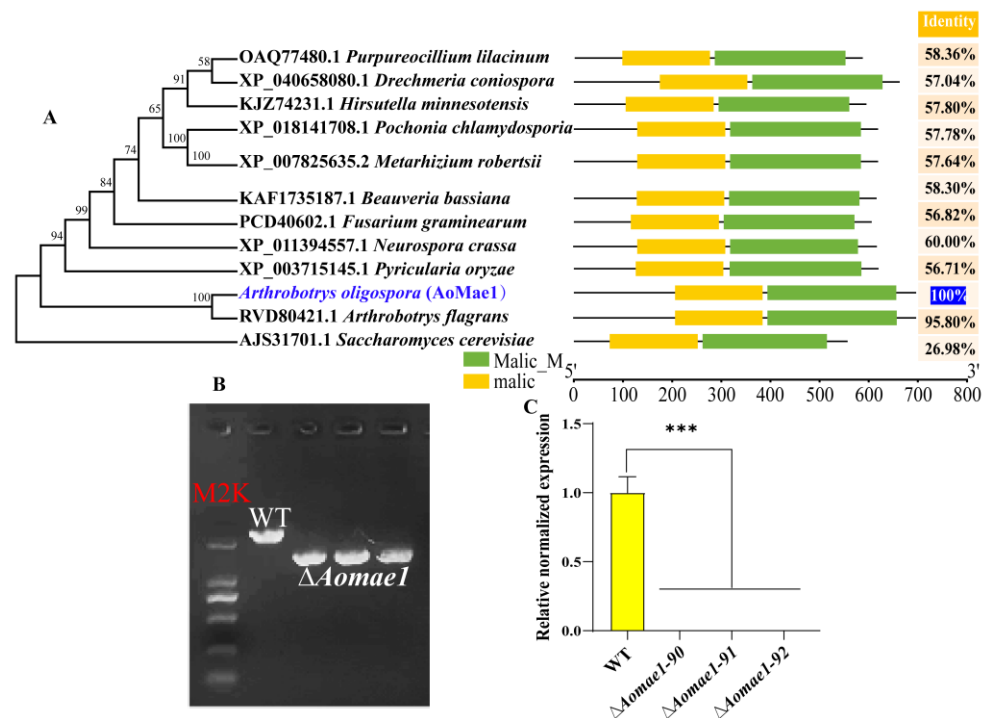 Identity
OAQ77480.1 Purpureocillium lilacinum 58.36%
58
XP_040658080.1 Drechmeria coniospora 57.04%
91
KJZ74231.1 Hirsutella minnesotensis 57.80%
65
A
XP_018141708.1 Pochonia chlamydosporia 57.78%
100
74
100
XP_007825635.2 Metarhizium robertsii 57.64%
84
KAF1735187.1 Beauveria bassiana 58.30%
99
PCD40602.1 Fusarium graminearum 56.82%
94
XP_011394557.1 Neurospora crassa 60.00%
XP_003715145.1 Pyricularia oryzae 56.71%
Arthrobotrys oligospora (AoMae1) 100%
100
RVD80421.1 Arthrobotrys flagrans 95.80%
AJS31701.1 Saccharomyces cerevisiae 26.98%
Malic_M
malic
5' 3'
0 100 200 300 400 500 600 700 800
B
M2K
WT
ΔAomae1
C
Relative normalized expression
1.5
1.0
0.5
0.0
***
WT
△Aomae1-90
△Aomae1-91
△Aomae1-92